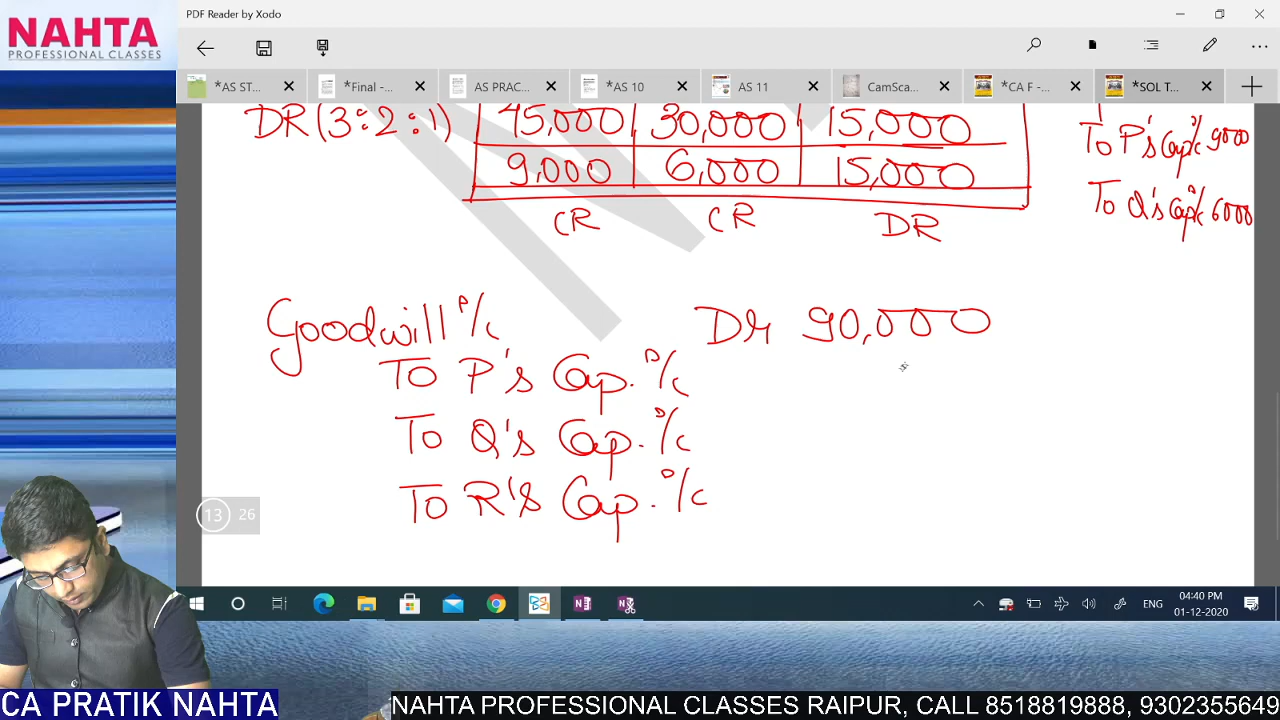 NAHTA
PROFESSIONAL CLASSES
PDF Reader by Xodo
*AS ST...
*Final -...
AS PRAC...
*AS 10
AS 11
CamSca...
*CA F -...
*SOL T...
DR (3:2:1) 45,000 30,000 15,000
9,000 6,000 15,000
CR CR DR
To P's Cap A/c 9000
To Q's Cap A/c 6000
Goodwill A/c Dr 90,000
To P's Cap. A/c
To Q's Cap. A/c
To R's Cap. A/c
13 26
ENG
04:40 PM
01-12-2020
CA PRATIK NAHTA
NAHTA PROFESSIONAL CLASSES RAIPUR, CALL 8518819888, 9302355649